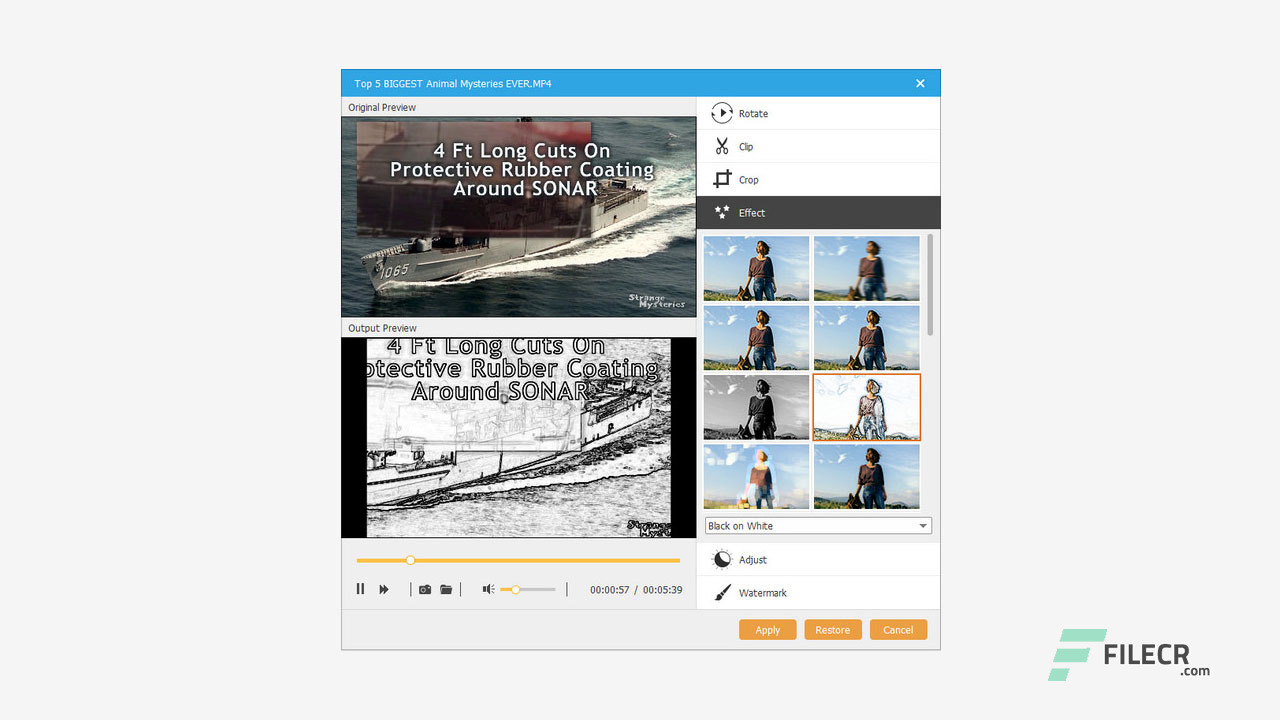 Top 5 BIGGEST Animal Mysteries EVER.MP4
Original Preview
4 Ft Long Cuts On
Protective Rubber Coating
Around SONAR
1065
Strange
Mysteries
Output Preview
4 Ft Long Cuts On
otective Rubber Coating
Around SONAR
Strange
Myste
00:00:57 / 00:05:39
Rotate
Clip
Crop
Effect
Black on White
Adjust
Watermark
Apply Restore Cancel
FILECR
.com